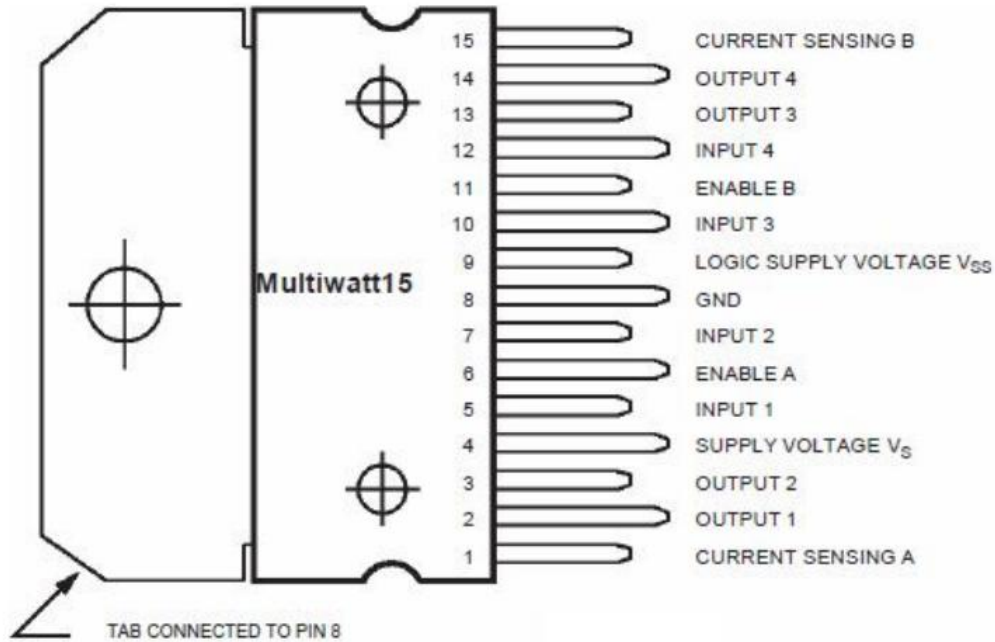 15 CURRENT SENSING B
14 OUTPUT 4
13 OUTPUT 3
12 INPUT 4
11 ENABLE B
10 INPUT 3
9 LOGIC SUPPLY VOLTAGE VSS
Multiwatt15
8 GND
7 INPUT 2
6 ENABLE A
5 INPUT 1
4 SUPPLY VOLTAGE VS
3 OUTPUT 2
2 OUTPUT 1
1 CURRENT SENSING A
TAB CONNECTED TO PIN 8